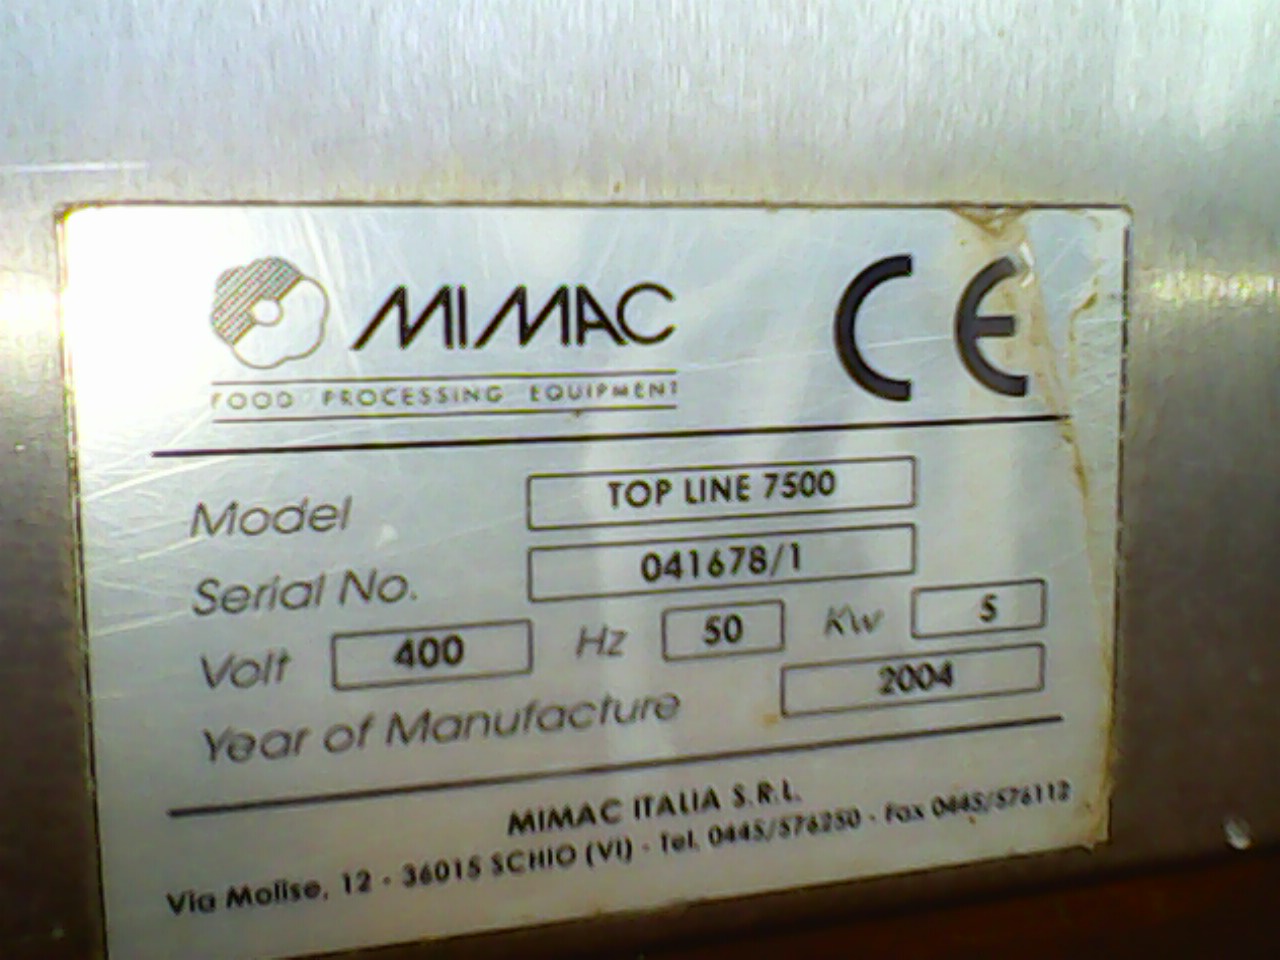 MIMAC
CE
FOOD PROCESSING EQUIPMENT
Model TOP LINE 7500
Serial No. 041678/1
Volt 400 Hz 50 Kw 5
Year of Manufacture 2004
MIMAC ITALIA S.R.L.
Via Molise, 12 - 36015 SCHIO (VI) - Tel. 0445/576250 - Fax 0445/576112